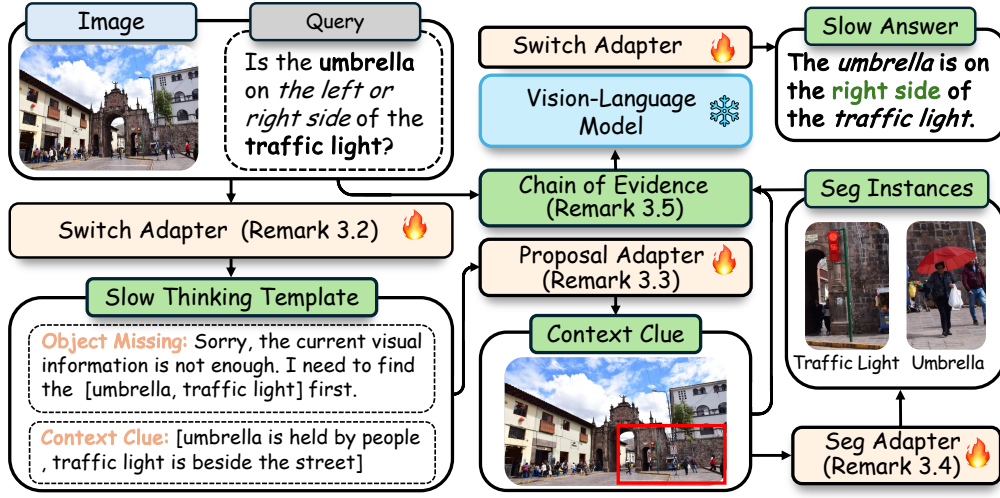 Image
Query
Is the umbrella
on the left or
right side of the
traffic light?
Switch Adapter (Remark 3.2)
Slow Thinking Template
Object Missing: Sorry, the current visual
information is not enough. I need to find
the [umbrella, traffic light] first.
Context Clue: [umbrella is held by people
, traffic light is beside the street]
Switch Adapter
Vision-Language
Model
Chain of Evidence
(Remark 3.5)
Proposal Adapter
(Remark 3.3)
Context Clue
Slow Answer
The umbrella is on
the right side of
the traffic light.
Seg Instances
Traffic Light
Umbrella
Seg Adapter
(Remark 3.4)